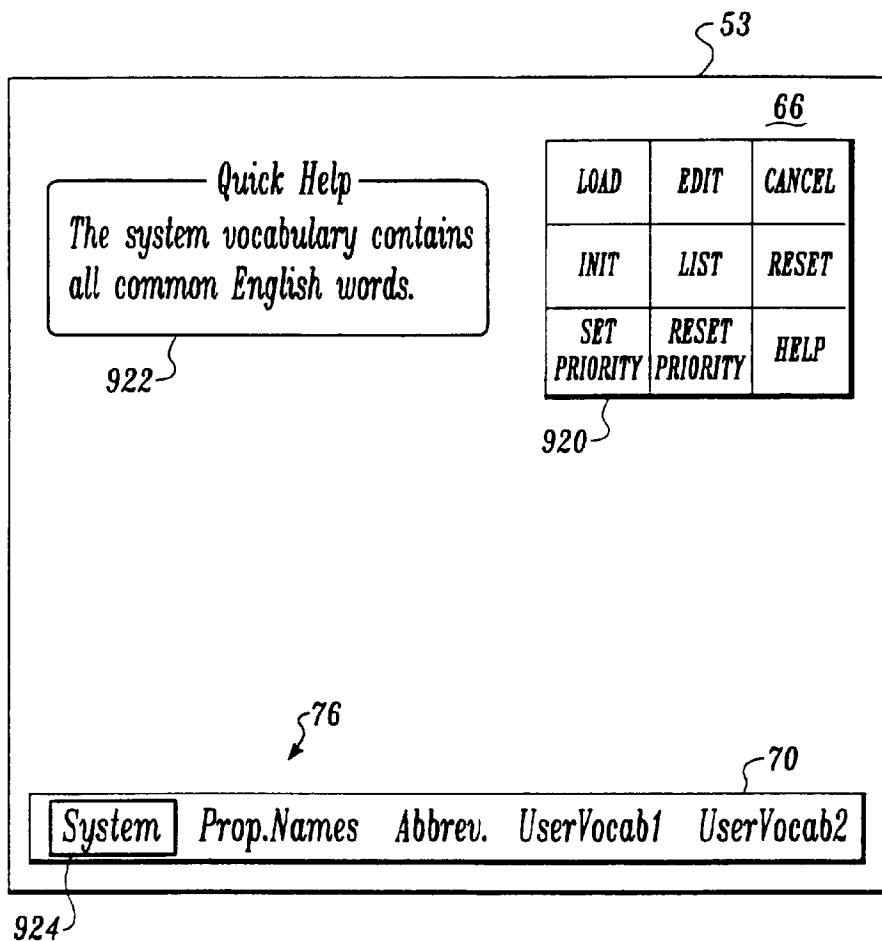 53
66
Quick Help
The system vocabulary contains
all common English words.
922
LOAD EDIT CANCEL
INIT LIST RESET
SET PRIORITY RESET PRIORITY HELP
920
76
70
System Prop.Names Abbrev. UserVocab1 UserVocab2
924